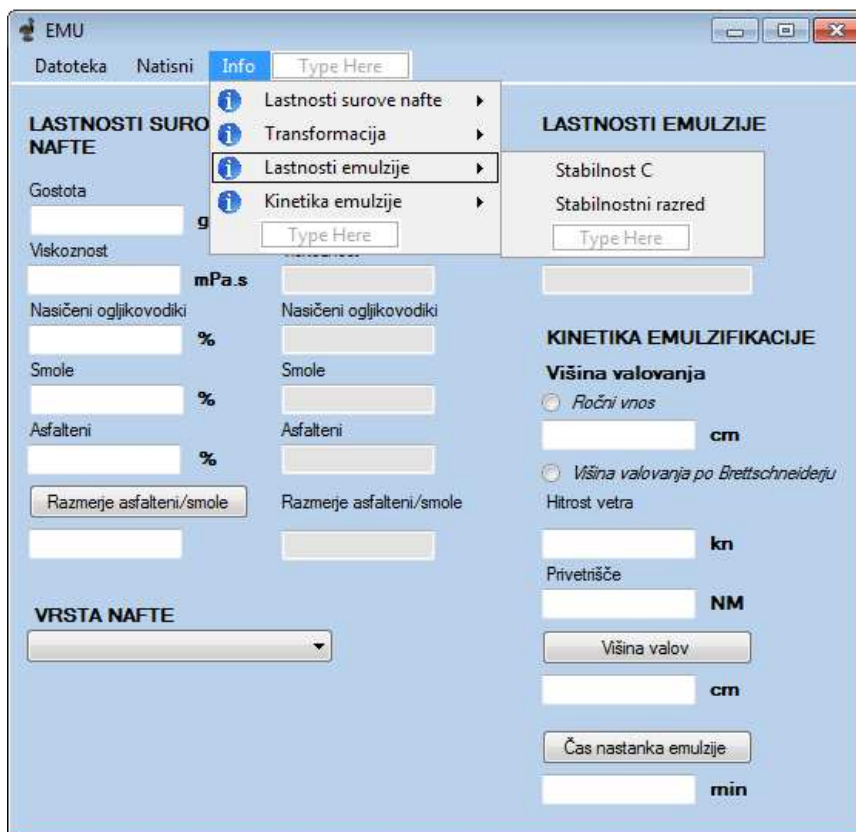 EMU
Datoteka Natisni Info Type Here
Lastnosti surove nafte
Transformacija
Lastnosti emulzije
Kinetika emulzije
Type Here
Stabilnost C
Stabilnostni razred
Type Here
LASTNOSTI SURO
NAFTE
Gostota
g
Viskoznost
mPa.s
Nasičeni ogljikovodiki
%
Smole
%
Asfalteni
%
Razmerje asfalteni/smole
VRSTA NAFTE
Nasičeni ogljikovodiki
Smole
Asfalteni
Razmerje asfalteni/smole
LASTNOSTI EMULZIJE
KINETIKA EMULZIFIKACIJE
Višina valovanja
Ročni vnos
cm
Višina valovanja po Brettschneiderju
Hitrost vetra
kn
Privetrišče
NM
Višina valov
cm
Čas nastanka emulzije
min